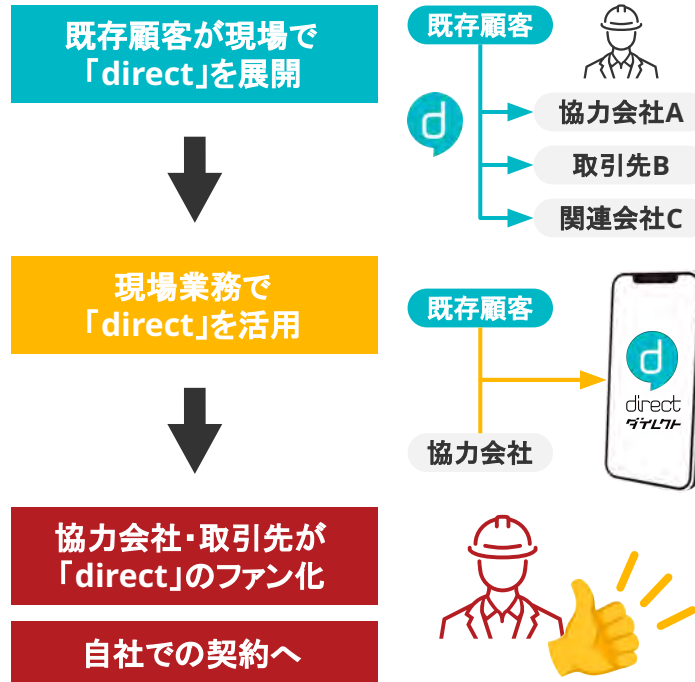 既存顧客が現場で
「direct」を展開
既存顧客
d
協力会社A
取引先B
関連会社C
現場業務で
「direct」を活用
既存顧客
協力会社
d
direct
ダイレクト
協力会社・取引先が
「direct」のファン化
自社での契約へ